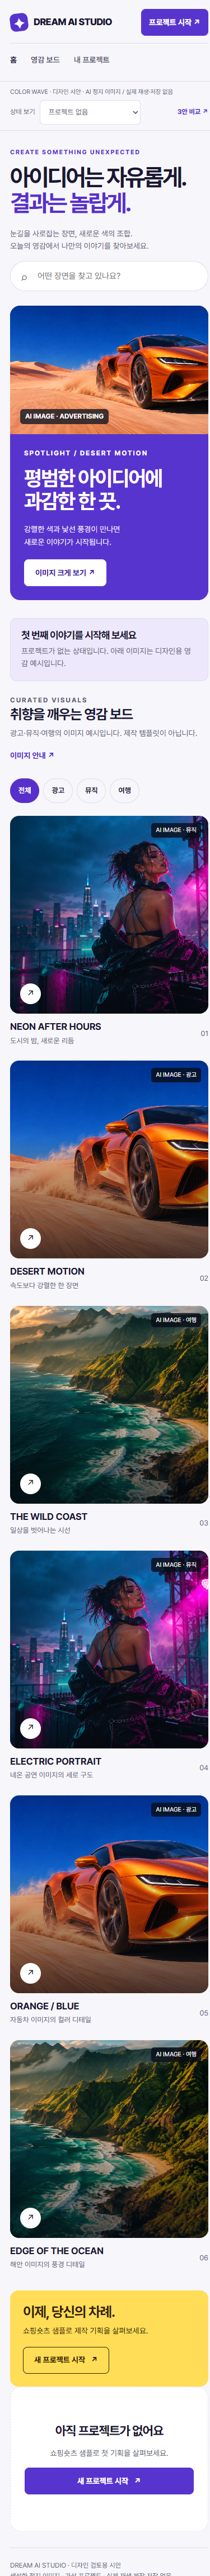 DREAM AI STUDIO
프로젝트 시작 ↗
홈 영감 보드 내 프로젝트
COLOR WAVE · 디자인 시안 · AI 정지 이미지 / 실제 재생·저장 없음
상태 보기 프로젝트 없음 3안 비교 ↗
CREATE SOMETHING UNEXPECTED
아이디어는 자유롭게.
결과는 놀랍게.
눈길을 사로잡는 장면, 새로운 색의 조합.
오늘의 영감에서 나만의 이야기를 찾아보세요.
어떤 장면을 찾고 있나요?
AI IMAGE · ADVERTISING
SPOTLIGHT / DESERT MOTION
평범한 아이디어에
과감한 한 끗.
강렬한 색과 낯선 풍경이 만나면
새로운 이야기가 시작됩니다.
이미지 크게 보기 ↗
첫 번째 이야기를 시작해 보세요
프로젝트가 없는 상태입니다. 아래 이미지는 디자인용 영
감 예시입니다.
CURATED VISUALS
취향을 깨우는 영감 보드
광고·뮤직·여행의 이미지 예시입니다. 제작 템플릿이 아닙니다.
이미지 안내 ↗
전체 광고 뮤직 여행
AI IMAGE · 뮤직
↗
NEON AFTER HOURS
도시의 밤, 새로운 리듬
01
AI IMAGE · 광고
↗
DESERT MOTION
속도보다 강렬한 한 장면
02
AI IMAGE · 여행
↗
THE WILD COAST
일상을 벗어나는 시선
03
AI IMAGE · 뮤직
↗
ELECTRIC PORTRAIT
네온 공연 이미지의 세로 구도
04
AI IMAGE · 광고
↗
ORANGE / BLUE
자동차 이미지의 컬러 디테일
05
AI IMAGE · 여행
↗
EDGE OF THE OCEAN
해안 이미지의 풍경 디테일
06
이제, 당신의 차례.
쇼핑숏츠 샘플로 제작 기획을 살펴보세요.
새 프로젝트 시작 ↗
아직 프로젝트가 없어요
쇼핑숏츠 샘플로 첫 기획을 살펴보세요.
새 프로젝트 시작 ↗
DREAM AI STUDIO · 디자인 검토용 시안